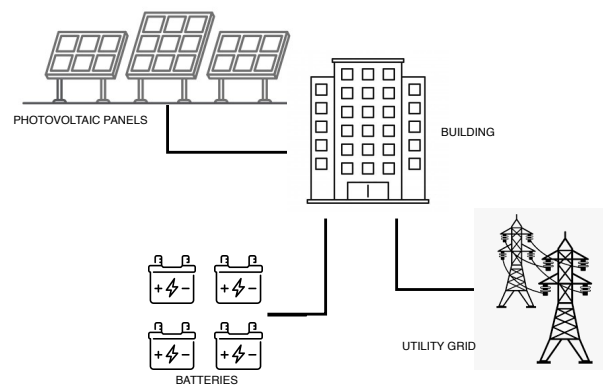 PHOTOVOLTAIC PANELS
BUILDING
UTILITY GRID
BATTERIES